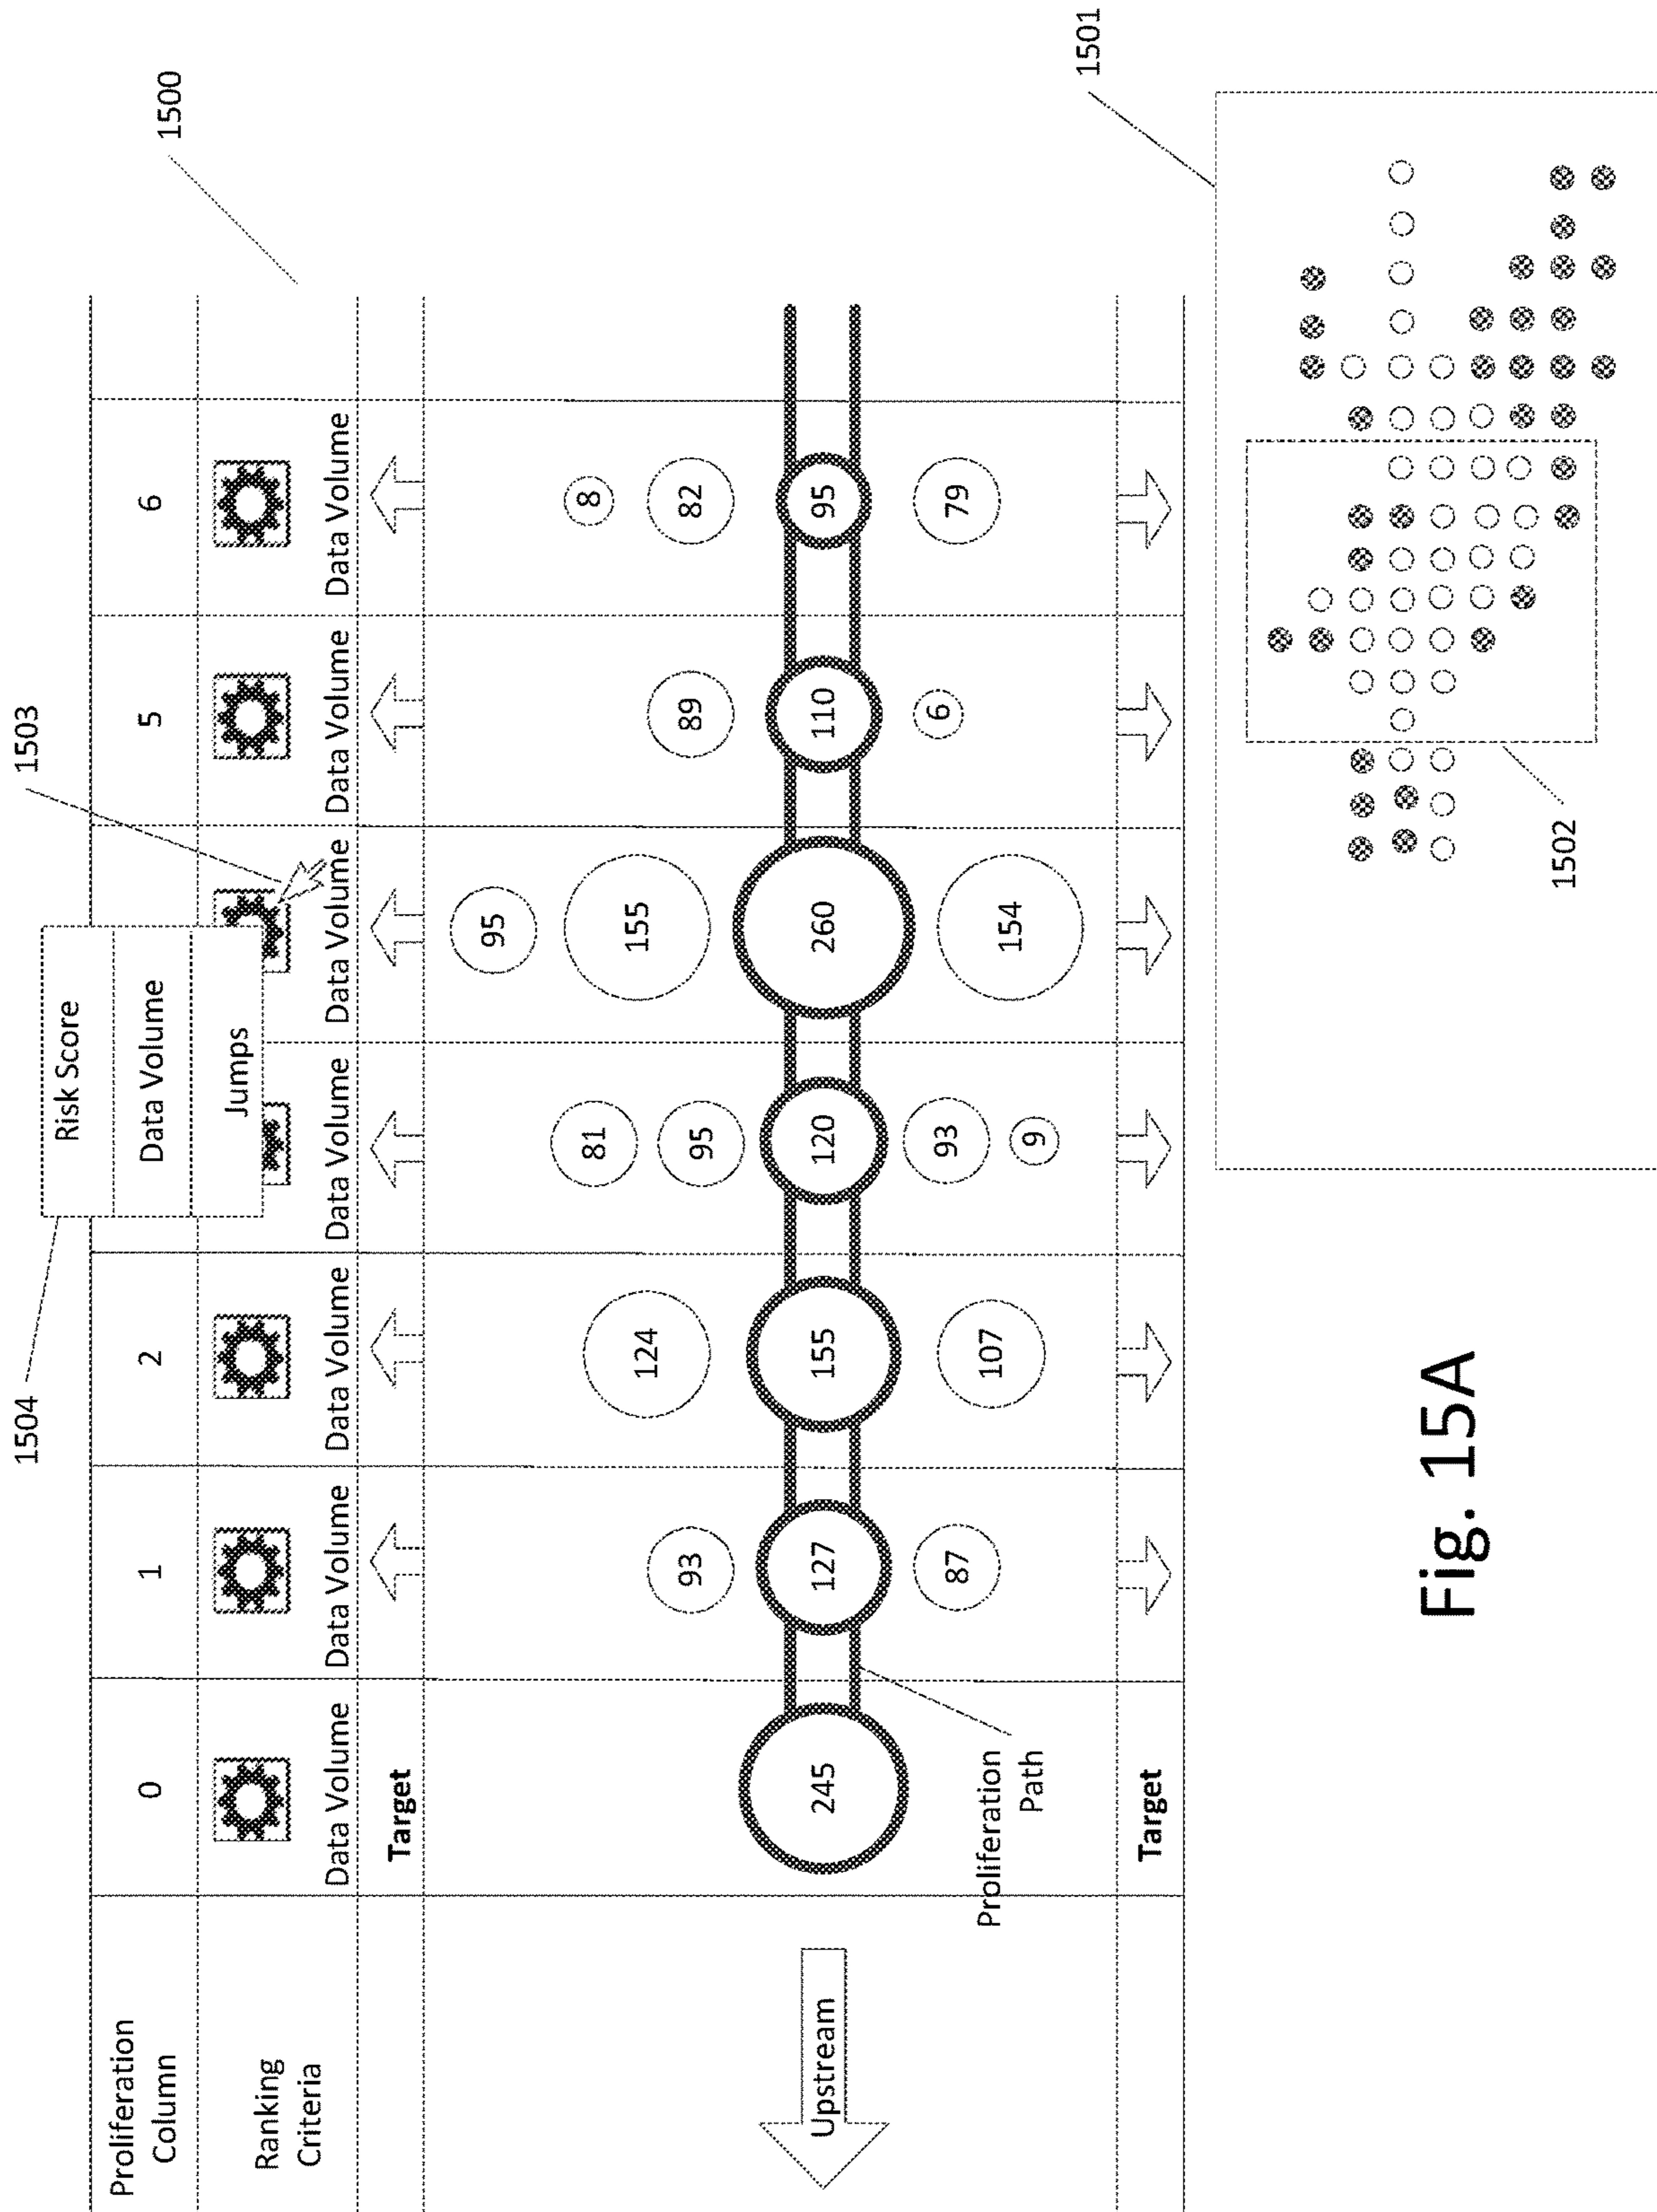 1504
1503
1500
Risk Score
Data Volume
Jumps
Proliferation
Column
0
1
2
5
6
Ranking
Criteria
Data Volume
Data Volume
Data Volume
Data Volume
Data Volume
Data Volume
Data Volume
Target
95
8
81
124
155
89
82
93
95
Upstream
245
127
155
120
260
110
95
87
107
93
9
154
6
79
Proliferation
Path
Target
1501
1502
Fig. 15A